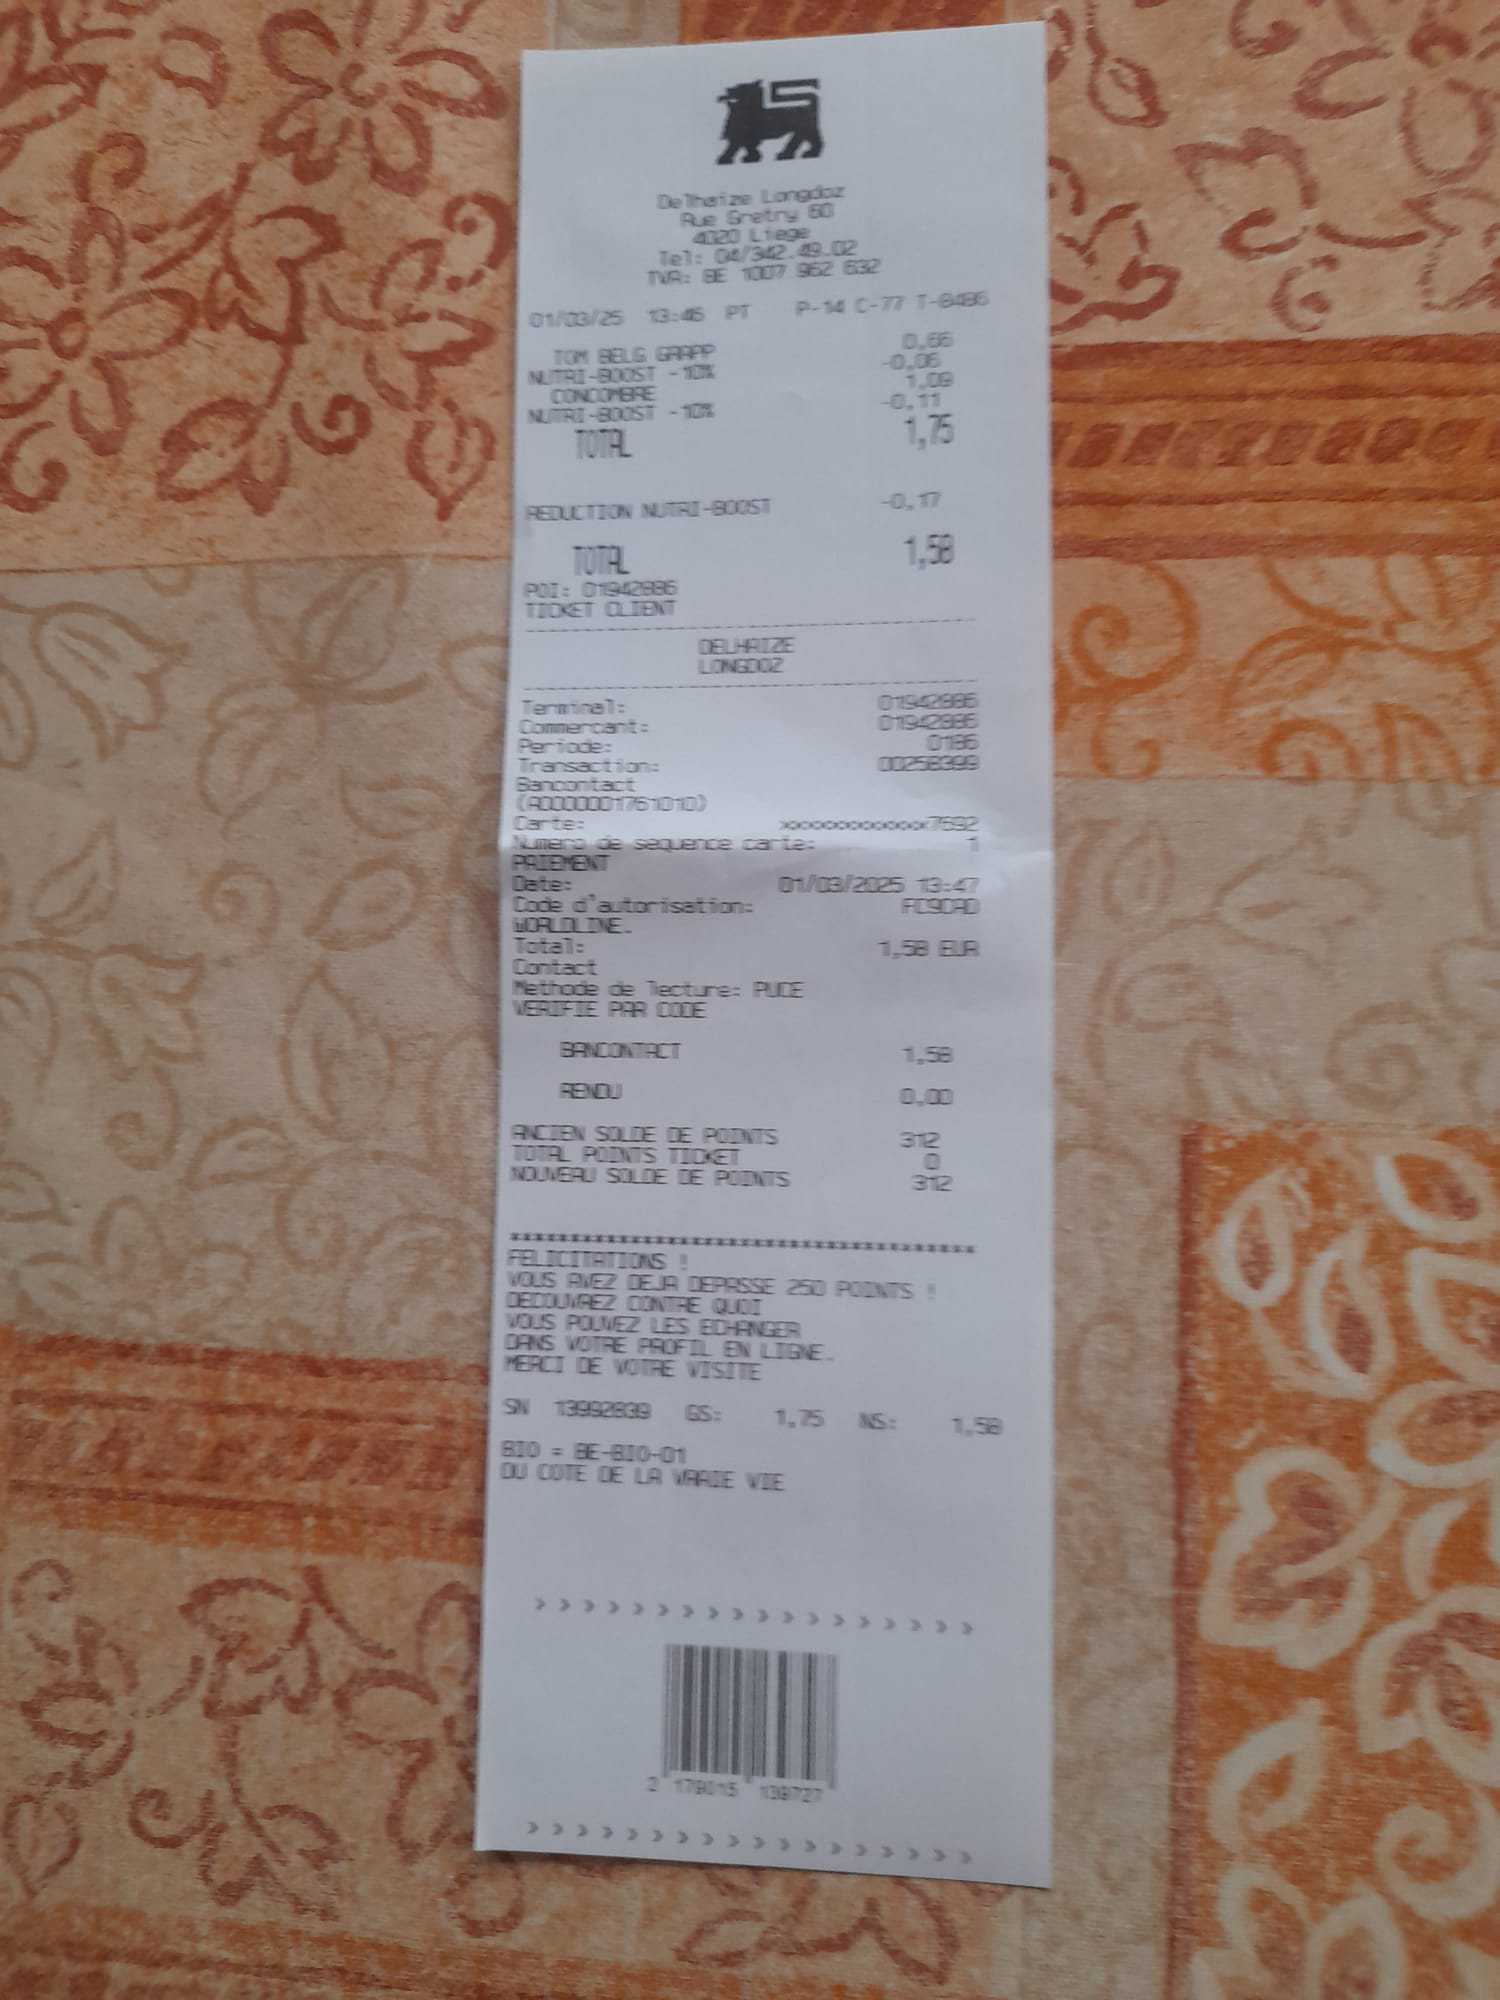 Delhaize Longdoz
Rue Gretry 60
4020 Liege
Tel: 04/342.49.02
TVA: BE 1007 962 632
01/03/25 13:46 PT P-14 C-77 T-8486
TOM BELG GRAPP 0,66
NUTRI-BOOST -10% -0,06
CONCOMBRE 1,09
NUTRI-BOOST -10% -0,11
TOTAL 1,75
REDUCTION NUTRI-BOOST -0,17
TOTAL 1,58
POI: 01942886
TICKET CLIENT
DELHAIZE
LONGDOZ
Terminal: 01942886
Commercant: 01942886
Periode: 0186
Transaction: 00258399
Bancontact
(A0000001761010)
Carte: xxxxxxxxxxxxx7692
Numero de sequence carte: 1
PAIEMENT
Date: 01/03/2025 13:47
Code d'autorisation: FC9CAD
WORLDLINE.
Total: 1,58 EUR
Contact
Methode de lecture: PUCE
VERIFIE PAR CODE
BANCONTACT 1,58
RENDU 0,00
ANCIEN SOLDE DE POINTS 312
TOTAL POINTS TICKET 0
NOUVEAU SOLDE DE POINTS 312
FELICITATIONS !
VOUS AVEZ DEJA DEPASSE 250 POINTS !
DECOUVREZ CONTRE QUOI
VOUS POUVEZ LES ECHANGER
DANS VOTRE PROFIL EN LIGNE.
MERCI DE VOTRE VISITE
SN 13992839 GS: 1,75 NS: 1,58
BIO = BE-BIO-01
DU COTE DE LA VRAIE VIE
2 179015 139727